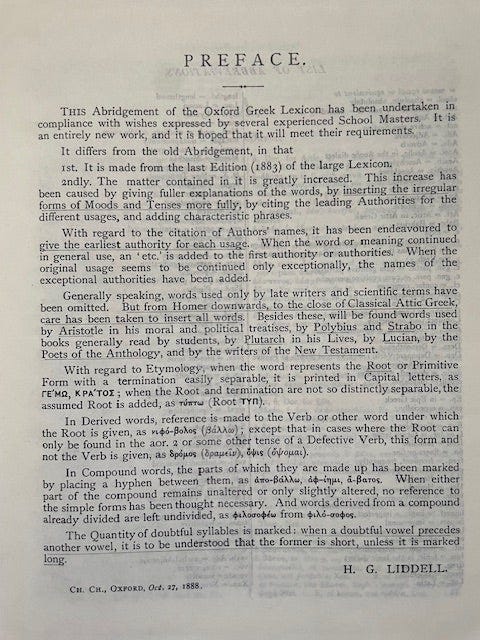 PREFACE.
THIS Abridgement of the Oxford Greek Lexicon has been undertaken in
compliance with wishes expressed by several experienced School Masters. It is
an entirely new work, and it is hoped that it will meet their requirements.
It differs from the old Abridgement, in that
1st. It is made from the last Edition (1883) of the large Lexicon.
2ndly. The matter contained in it is greatly increased. This increase has
been caused by giving fuller explanations of the words, by inserting the irregular
forms of Moods and Tenses more fully, by citing the leading Authorities for the
different usages, and adding characteristic phrases.
With regard to the citation of Authors' names, it has been endeavoured to
give the earliest authority for each usage. When the word or meaning continued
in general use, an 'etc.' is added to the first authority or authorities. When the
original usage seems to be continued only exceptionally, the names of the
exceptional authorities have been added.
Generally speaking, words used only by late writers and scientific terms have
been omitted. But from Homer downwards, to the close of Classical Attic Greek,
care has been taken to insert all words. Besides these, will be found words used
by Aristotle in his moral and political treatises, by Polybius and Strabo in the
books generally read by students, by Plutarch in his Lives, by Lucian, by the
Poets of the Anthology, and by the writers of the New Testament.
With regard to Etymology, when the word represents the Root or Primitive
Form with a termination easily separable, it is printed in Capital letters, as
ΓΕ´ΜΩ, ΚΡΑ´ΤΟΣ; when the Root and termination are not so distinctly separable, the
assumed Root is added, as τύπτω (Root ΤΥΠ).
In Derived words, reference is made to the Verb or other word under which
the Root is given, as νιφό-βολος (βάλλω); except that in cases where the Root can
only be found in the aor. 2 or some other tense of a Defective Verb, this form and
not the Verb is given, as δρόμος (δραμεῖν), ὄψις (ὄψομαι).
In Compound words, the parts of which they are made up has been marked
by placing a hyphen between them, as ἀπο-βάλλω, ἀφ-ίημι, ἄ-βατος. When either
part of the compound remains unaltered or only slightly altered, no reference to
the simple forms has been thought necessary. And words derived from a compound
already divided are left undivided, as φιλοσοφέω from φιλό-σοφος.
The Quantity of doubtful syllables is marked: when a doubtful vowel precedes
another vowel, it is to be understood that the former is short, unless it is marked
long.
H. G. LIDDELL.
CH. CH., OXFORD, Oct. 27, 1888.